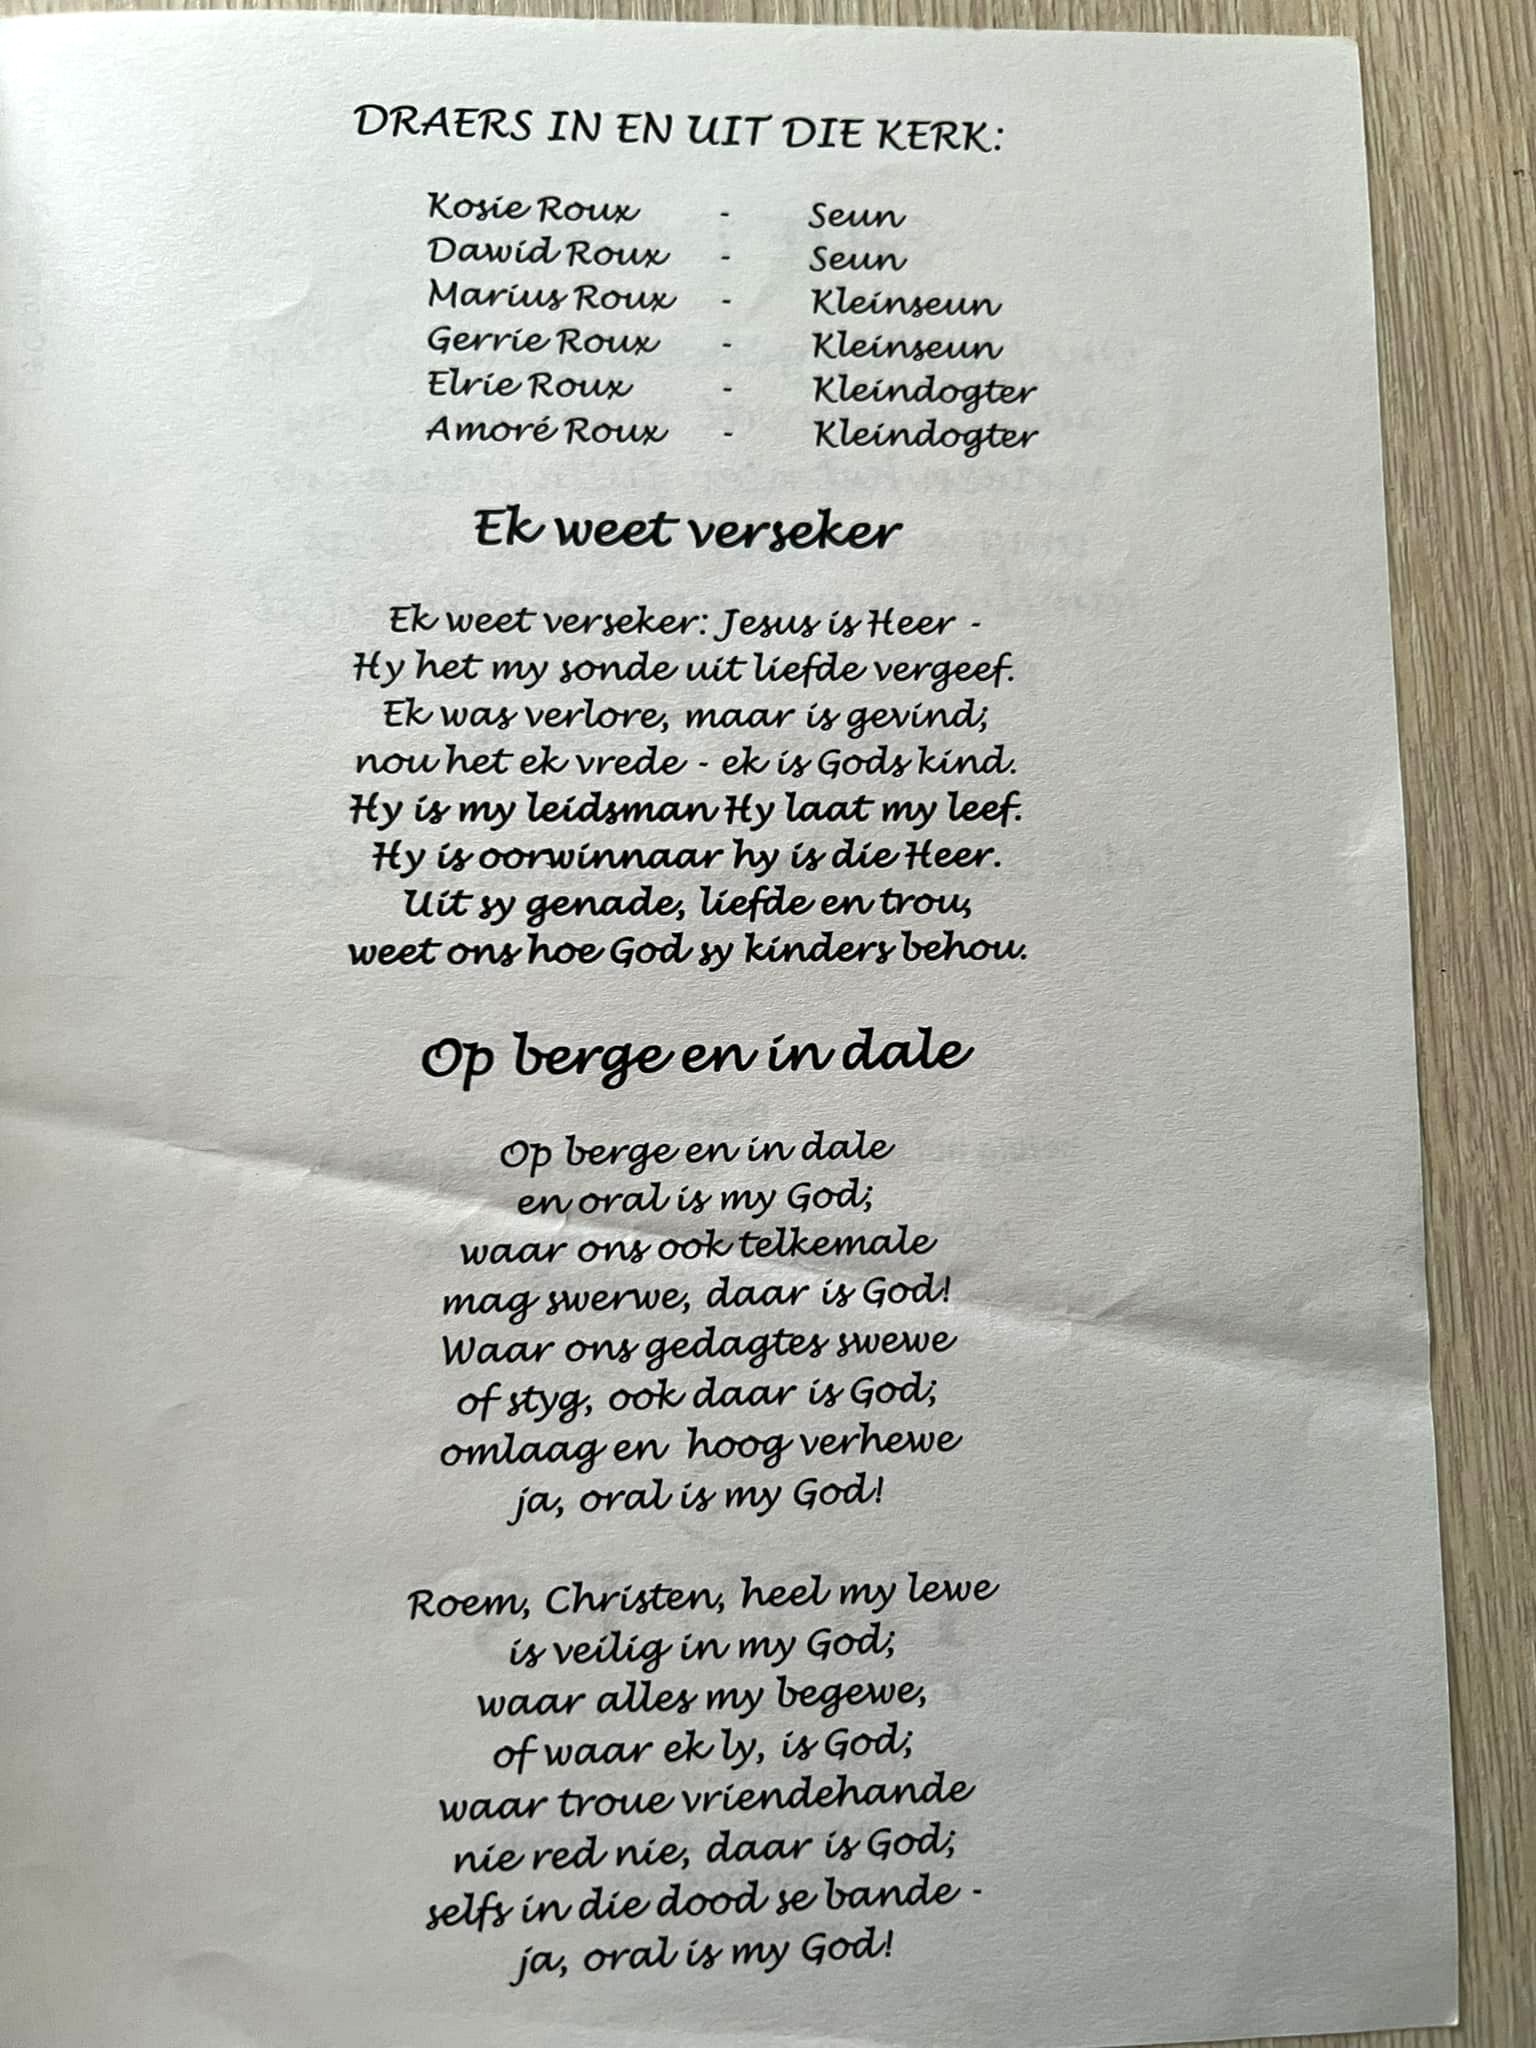 DRAERS IN EN UIT DIE KERK:
Kosie Roux - Seun
Dawid Roux - Seun
Marius Roux - Kleinseun
Gerrie Roux - Kleinseun
Elrie Roux - Kleindogter
Amoré Roux - Kleindogter
Ek weet verseker
Ek weet verseker: Jesus is Heer -
Hy het my sonde uit liefde vergeef.
Ek was verlore, maar is gevind;
nou het ek vrede - ek is Gods kind.
Hy is my leidsman Hy laat my leef.
Hy is oorwinnaar hy is die Heer.
Uit sy genade, liefde en trou,
weet ons hoe God sy kinders behou.
Op berge en in dale
Op berge en in dale
en oral is my God;
waar ons ook telkemale
mag swerwe, daar is God!
Waar ons gedagtes swewe
of styg, ook daar is God;
omlaag en hoog verhewe
ja, oral is my God!
Roem, Christen, heel my lewe
is veilig in my God;
waar alles my begewe,
of waar ek ly, is God;
waar troue vriendehande
nie red nie, daar is God;
selfs in die dood se bande -
ja, oral is my God!